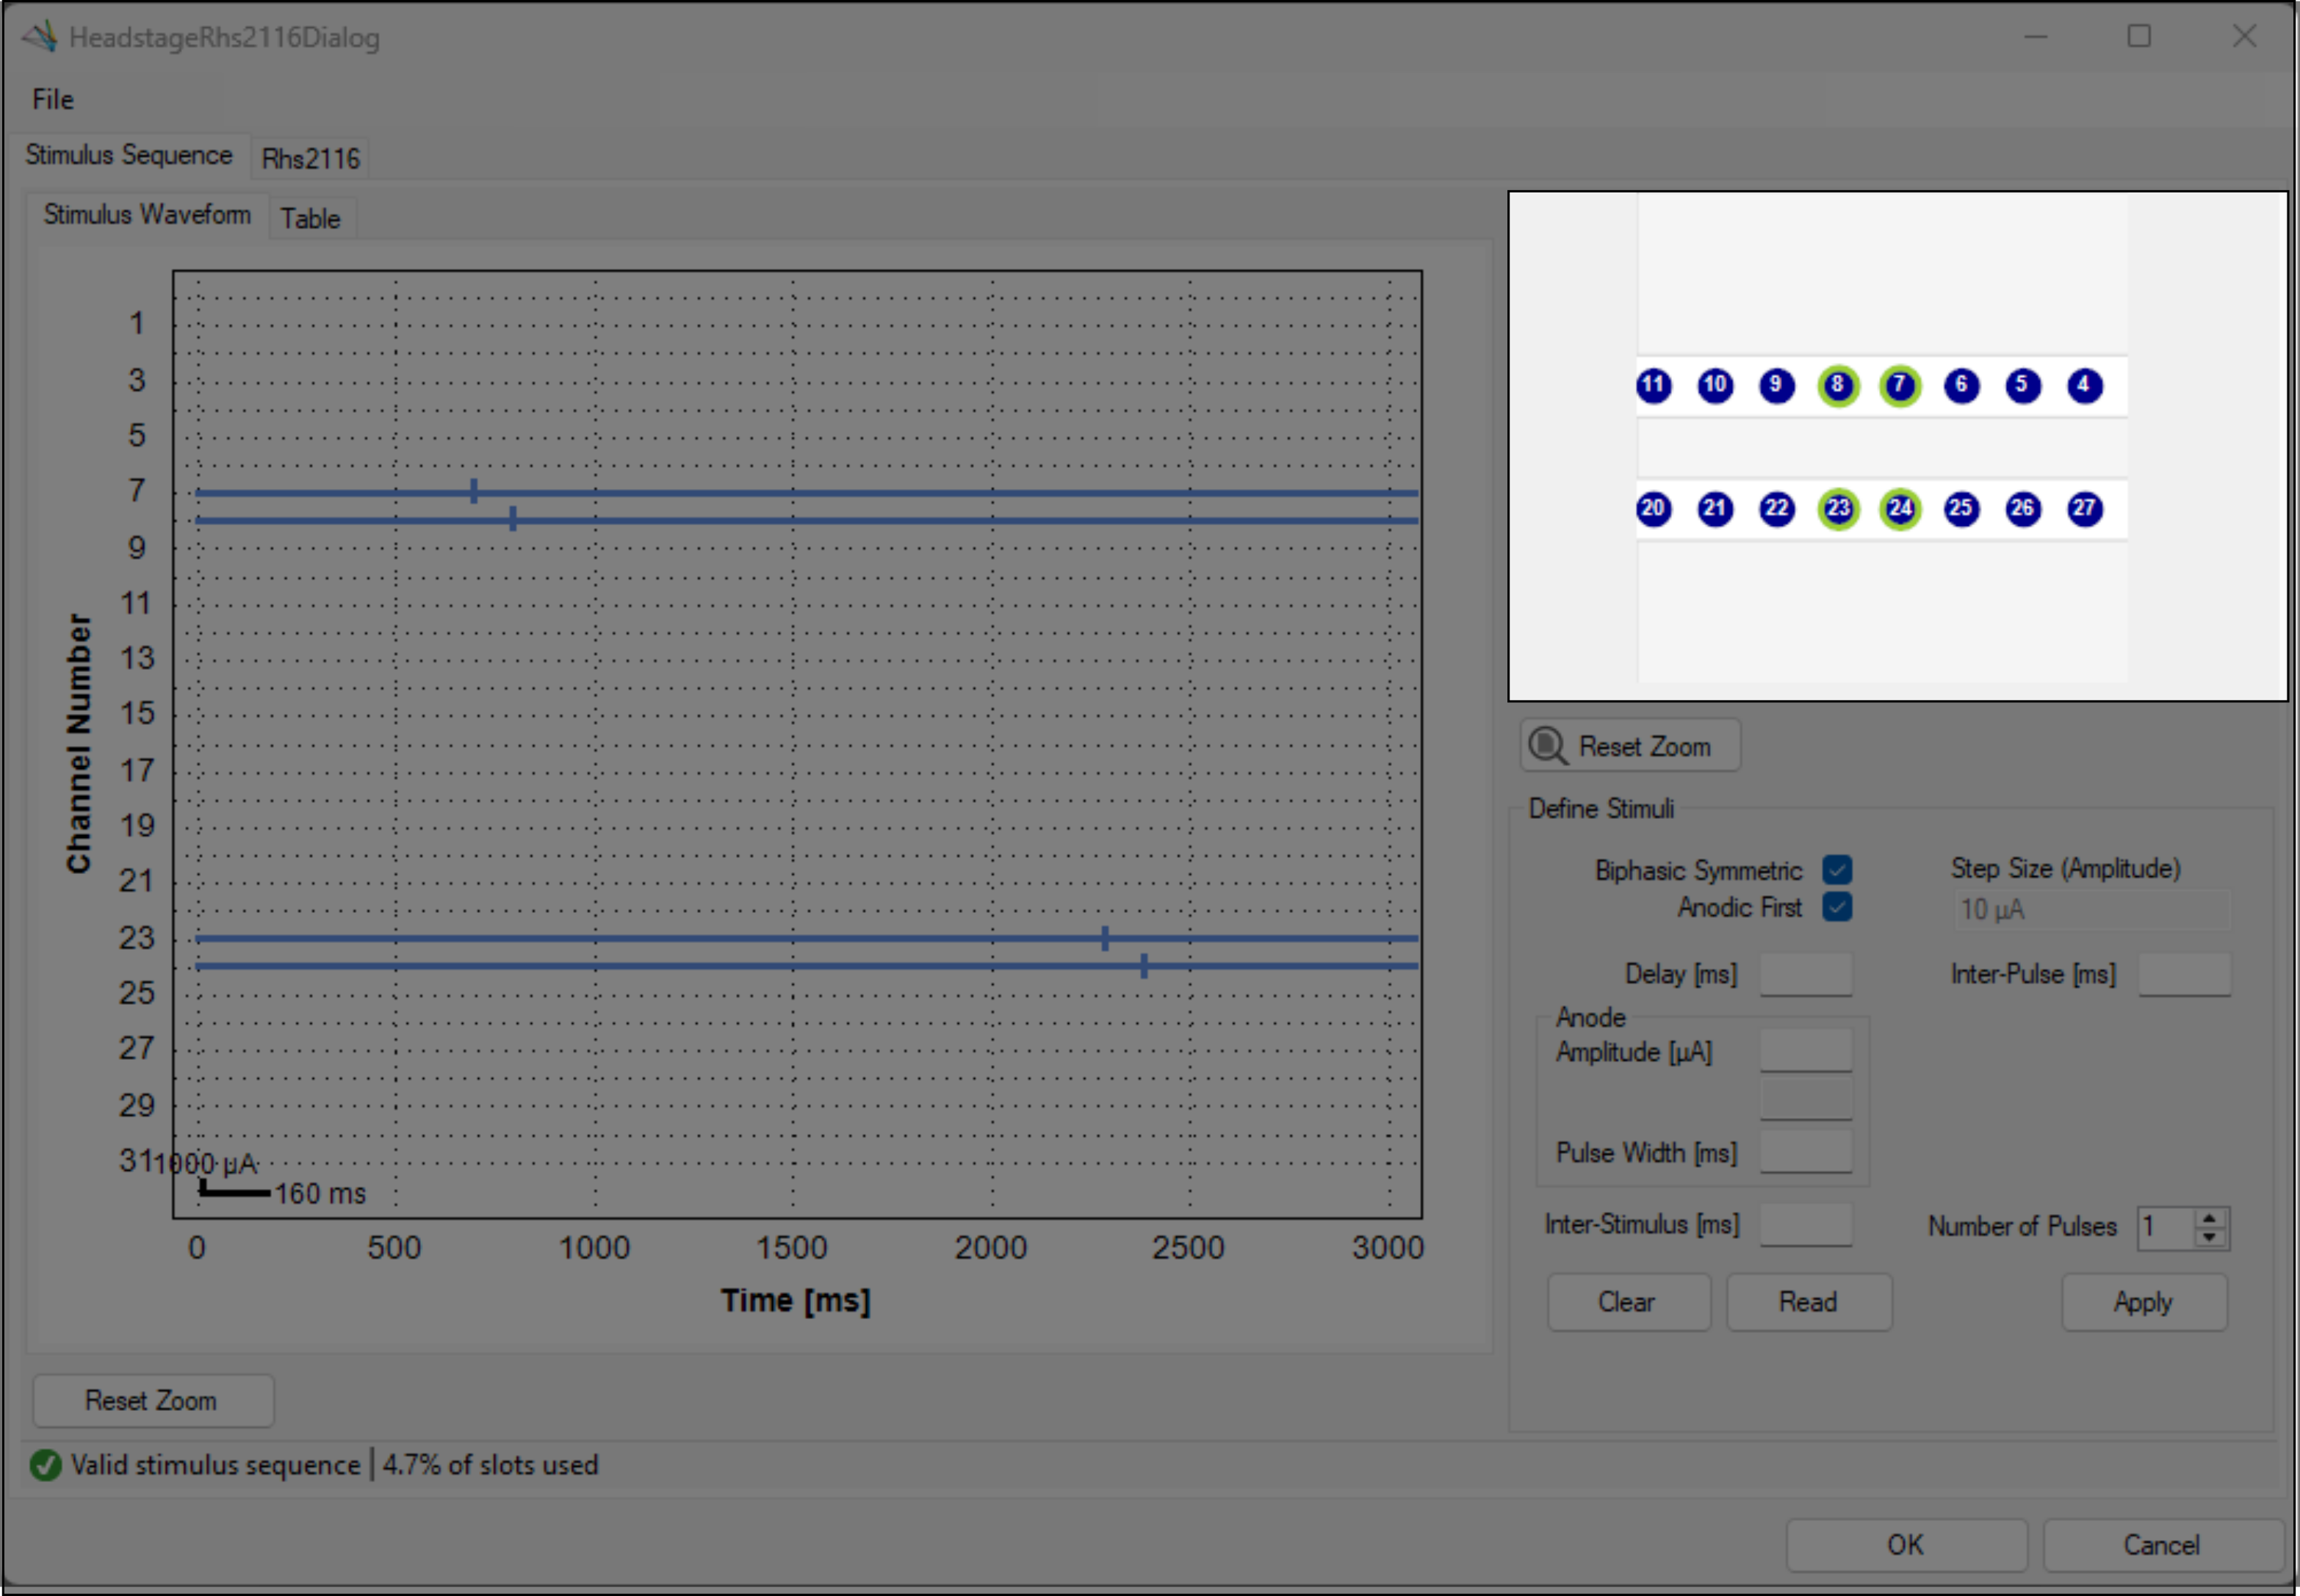 HeadstageRhs2116Dialog
File
Stimulus Sequence Rhs2116
Stimulus Waveform Table
1
3
5
7
9
11
13
15
17
19
21
23
25
27
29
31
Channel Number
1000 µA
160 ms
0 500 1000 1500 2000 2500 3000
Time [ms]
Reset Zoom
11 10 9 8 7 6 5 4
20 21 22 23 24 25 26 27
Reset Zoom
Define Stimuli
Biphasic Symmetric Step Size (Amplitude)
Anodic First 10 µA
Delay [ms] Inter-Pulse [ms]
Anode
Amplitude [µA]
Pulse Width [ms]
Inter-Stimulus [ms] Number of Pulses 1
Clear Read Apply
Valid stimulus sequence | 4.7% of slots used
OK Cancel